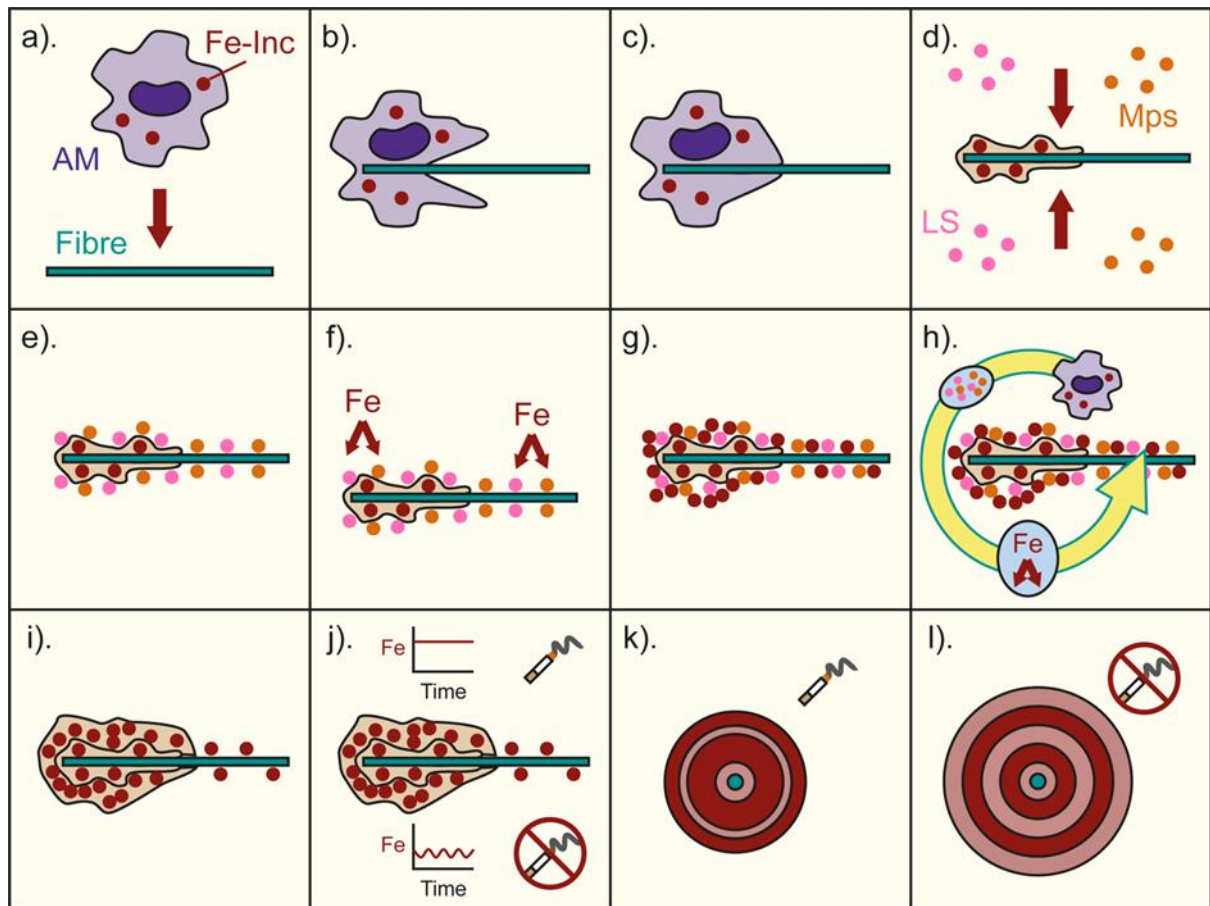 a).
Fe-Inc
AM
Fibre
b).
c).
d).
Mps
LS
e).
f).
Fe
Fe
g).
h).
Fe
i).
j).
Fe
Time
Fe
Time
k).
l).